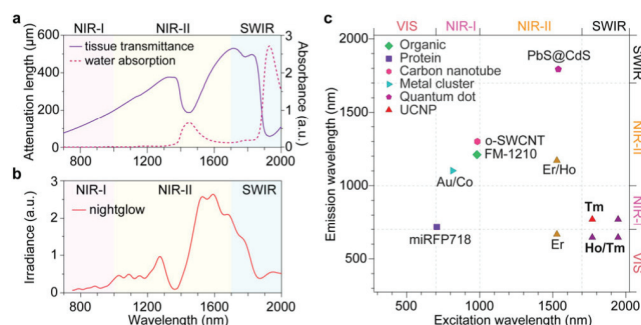 a
NIR-I NIR-II SWIR
tissue transmittance
water absorption
Attenuation length (μm)
600
400
200
0
Absorbance (a.u.)
3
2
1
0
800 1200 1600 2000
b
NIR-I NIR-II SWIR
nightglow
Irradiance (a.u.)
800 1200 1600 2000
Wavelength (nm)
c
VIS NIR-I NIR-II SWIR
Organic
Protein
Carbon nanotube
Metal cluster
Quantum dot
UCNP
PbS@CdS
o-SWCNT
FM-1210
Er/Ho
Au/Co
Tm
miRFP718
Er
Ho/Tm
Emission wavelength (nm)
2000
1500
1000
500
SWIR
NIR-II
NIR-I
VIS
500 1000 1500 2000
Excitation wavelength (nm)